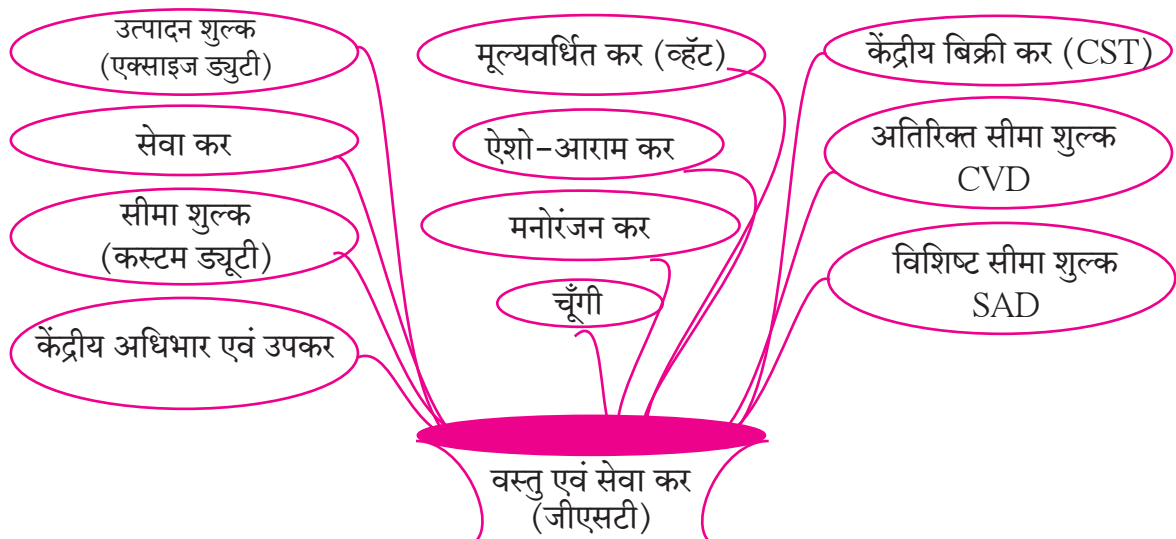 उत्पादन शुल्क
(एक्साइज ड्युटी)
सेवा कर
सीमा शुल्क
(कस्टम ड्यूटी)
केंद्रीय अधिभार एवं उपकर
मूल्यवर्धित कर (व्हॅट)
ऐशो-आराम कर
मनोरंजन कर
चूँगी
केंद्रीय बिक्री कर (CST)
अतिरिक्त सीमा शुल्क
CVD
विशिष्ट सीमा शुल्क
SAD
वस्तु एवं सेवा कर
(जीएसटी)